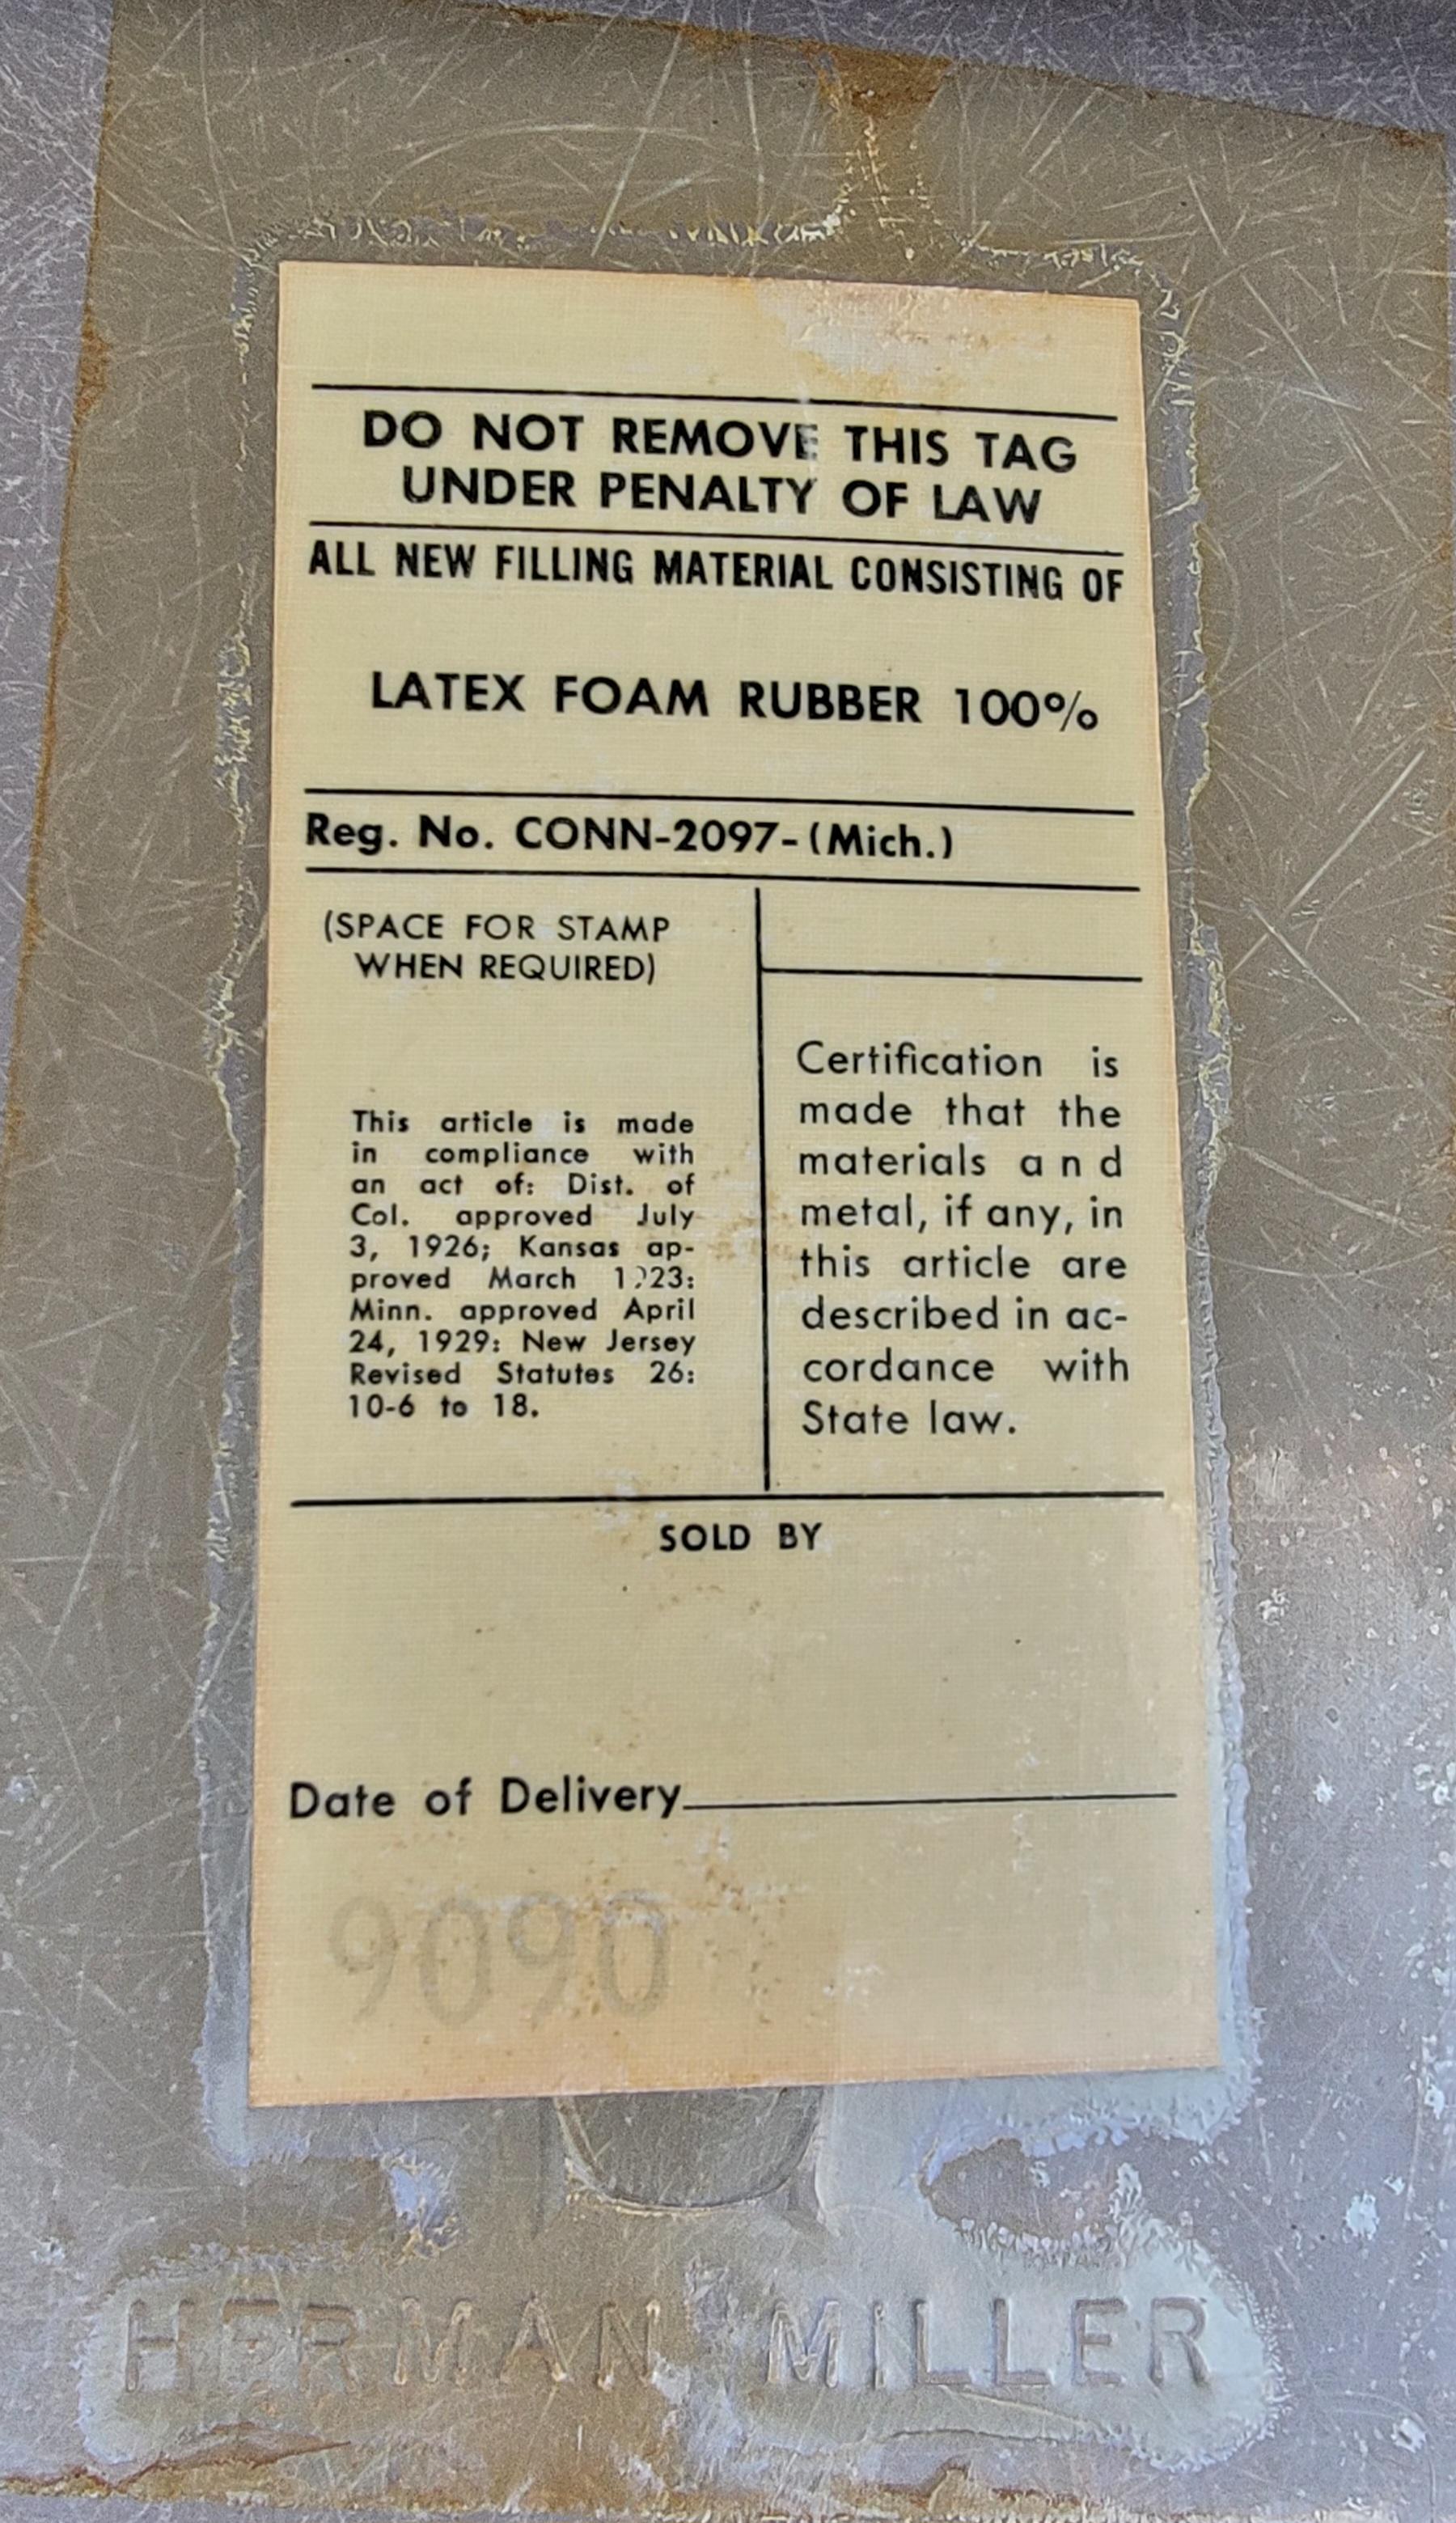 DO NOT REMOVE THIS TAG
UNDER PENALTY OF LAW
ALL NEW FILLING MATERIAL CONSISTING OF
LATEX FOAM RUBBER 100%
Reg. No. CONN-2097-(Mich.)
(SPACE FOR STAMP
WHEN REQUIRED)
This article is made
in compliance with
an act of: Dist. of
Col. approved July
3, 1926; Kansas ap-
proved March 1923:
Minn. approved April
24, 1929: New Jersey
Revised Statutes 26:
10-6 to 18.
Certification is
made that the
materials and
metal, if any, in
this article are
described in ac-
cordance with
State law.
SOLD BY
Date of Delivery
9090
HERMAN MILLER